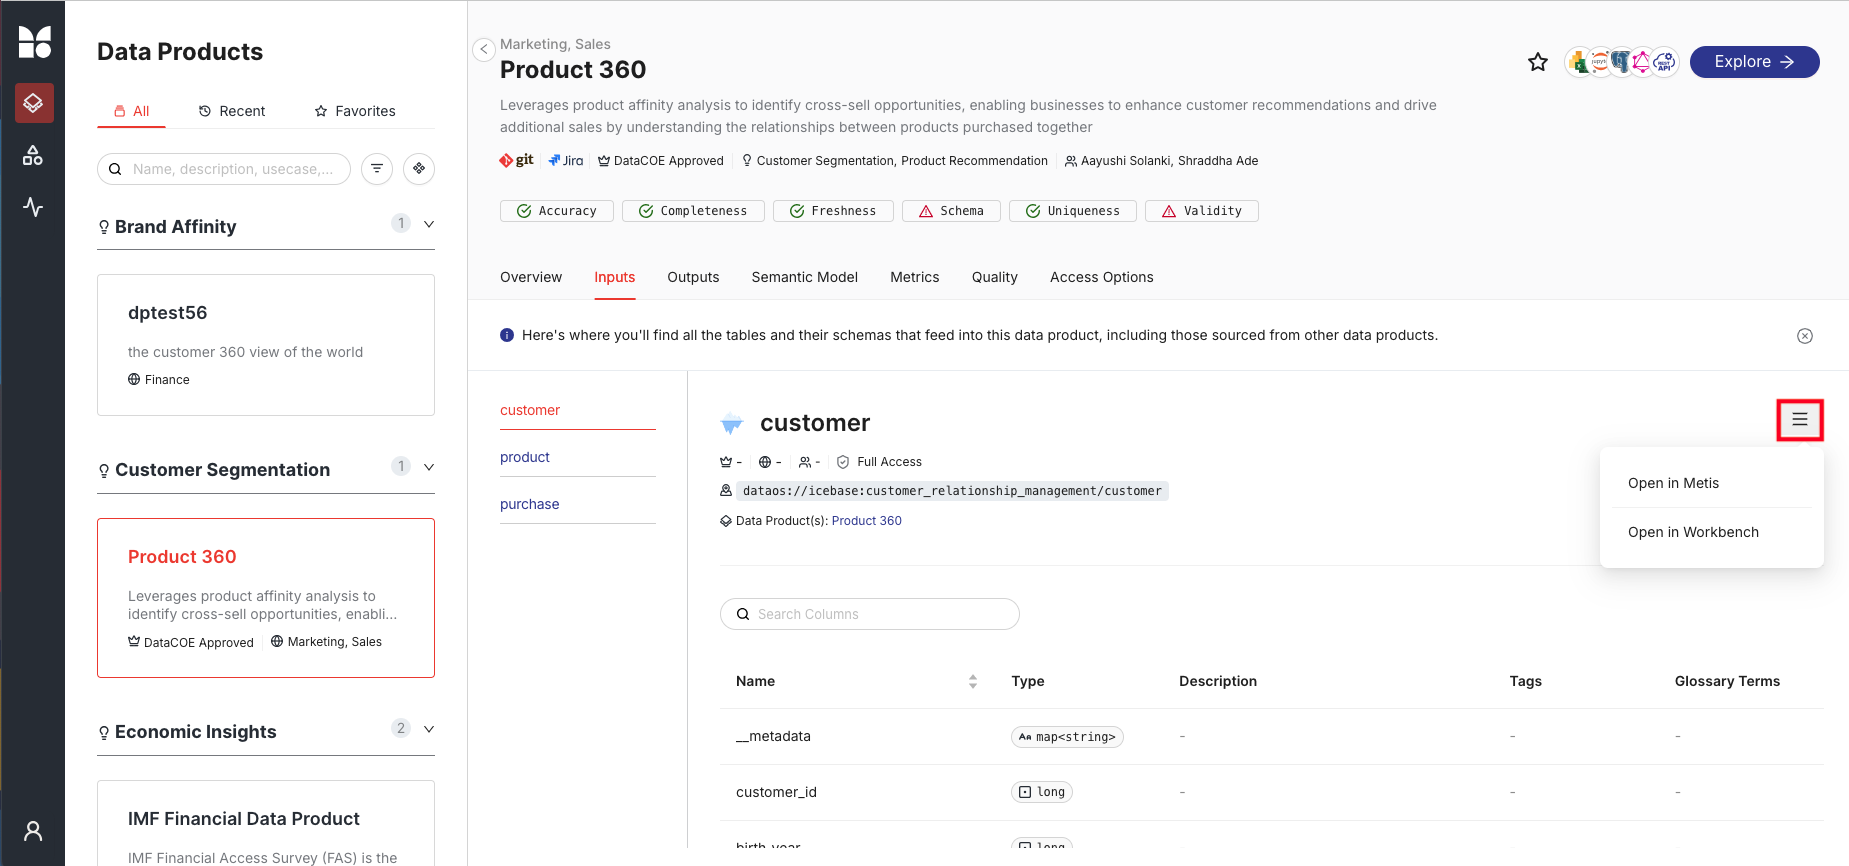 Data Products
All
Recent
Favorites
Name, description, usecase,...
Brand Affinity
1
dptest56
the customer 360 view of the world
Finance
Customer Segmentation
1
Product 360
Leverages product affinity analysis to
identify cross-sell opportunities, enabli...
DataCOE Approved
Marketing, Sales
Economic Insights
2
IMF Financial Data Product
IMF Financial Access Survey (FAS) is the
Marketing, Sales
Product 360
Explore
Leverages product affinity analysis to identify cross-sell opportunities, enabling businesses to enhance customer recommendations and drive
additional sales by understanding the relationships between products purchased together
git
Jira
DataCOE Approved
Customer Segmentation, Product Recommendation
Aayushi Solanki, Shraddha Ade
Accuracy
Completeness
Freshness
Schema
Uniqueness
Validity
Overview
Inputs
Outputs
Semantic Model
Metrics
Quality
Access Options
Here's where you'll find all the tables and their schemas that feed into this data product, including those sourced from other data products.
customer
product
purchase
customer
- - - Full Access
dataos://icebase:customer_relationship_management/customer
Data Product(s): Product 360
Open in Metis
Open in Workbench
Search Columns
Name Type Description Tags Glossary Terms
__metadata map<string> - - -
customer_id long - - -
birth_year long